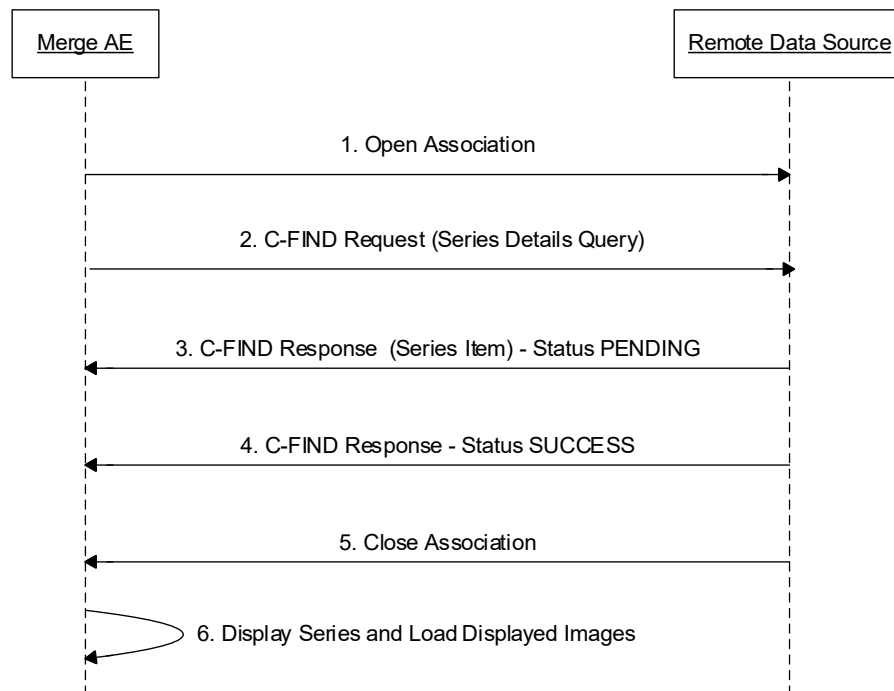 Merge AE
Remote Data Source
1. Open Association
2. C-FIND Request (Series Details Query)
3. C-FIND Response  (Series Item) - Status PENDING
4. C-FIND Response - Status SUCCESS
5. Close Association
6. Display Series and Load Displayed Images